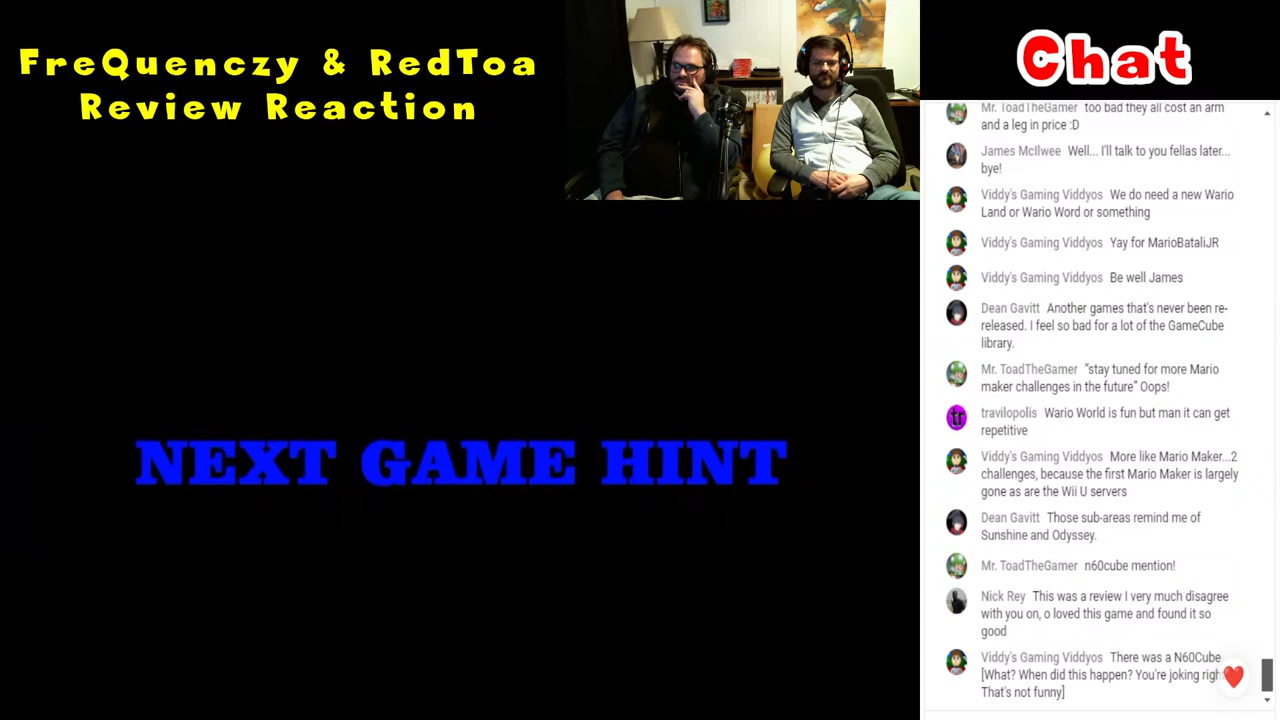 FreQuenczy & RedToa
Review Reaction
NEXT GAME HINT
Chat
Mr. ToadTheGamer too bad they all cost an arm
and a leg in price :D
James McIlwee Well... I'll talk to you fellas later...
bye!
Viddy's Gaming Viddyos We do need a new Wario
Land or Wario Word or something
Viddy's Gaming Viddyos Yay for MarioBataliJR
Viddy's Gaming Viddyos Be well James
Dean Gavitt Another games that's never been re-
released. I feel so bad for a lot of the GameCube
library.
Mr. ToadTheGamer "stay tuned for more Mario
maker challenges in the future" Oops!
tr
travilopolis Wario World is fun but man it can get
repetitive
Viddy's Gaming Viddyos More like Mario Maker...2
challenges, because the first Mario Maker is largely
gone as are the Wii U servers
Dean Gavitt Those sub-areas remind me of
Sunshine and Odyssey.
Mr. ToadTheGamer n60cube mention!
Nick Rey This was a review I very much disagree
with you on, o loved this game and found it so
good
Viddy's Gaming Viddyos There was a N60Cube
[What? When did this happen? You're joking
That's not funny]